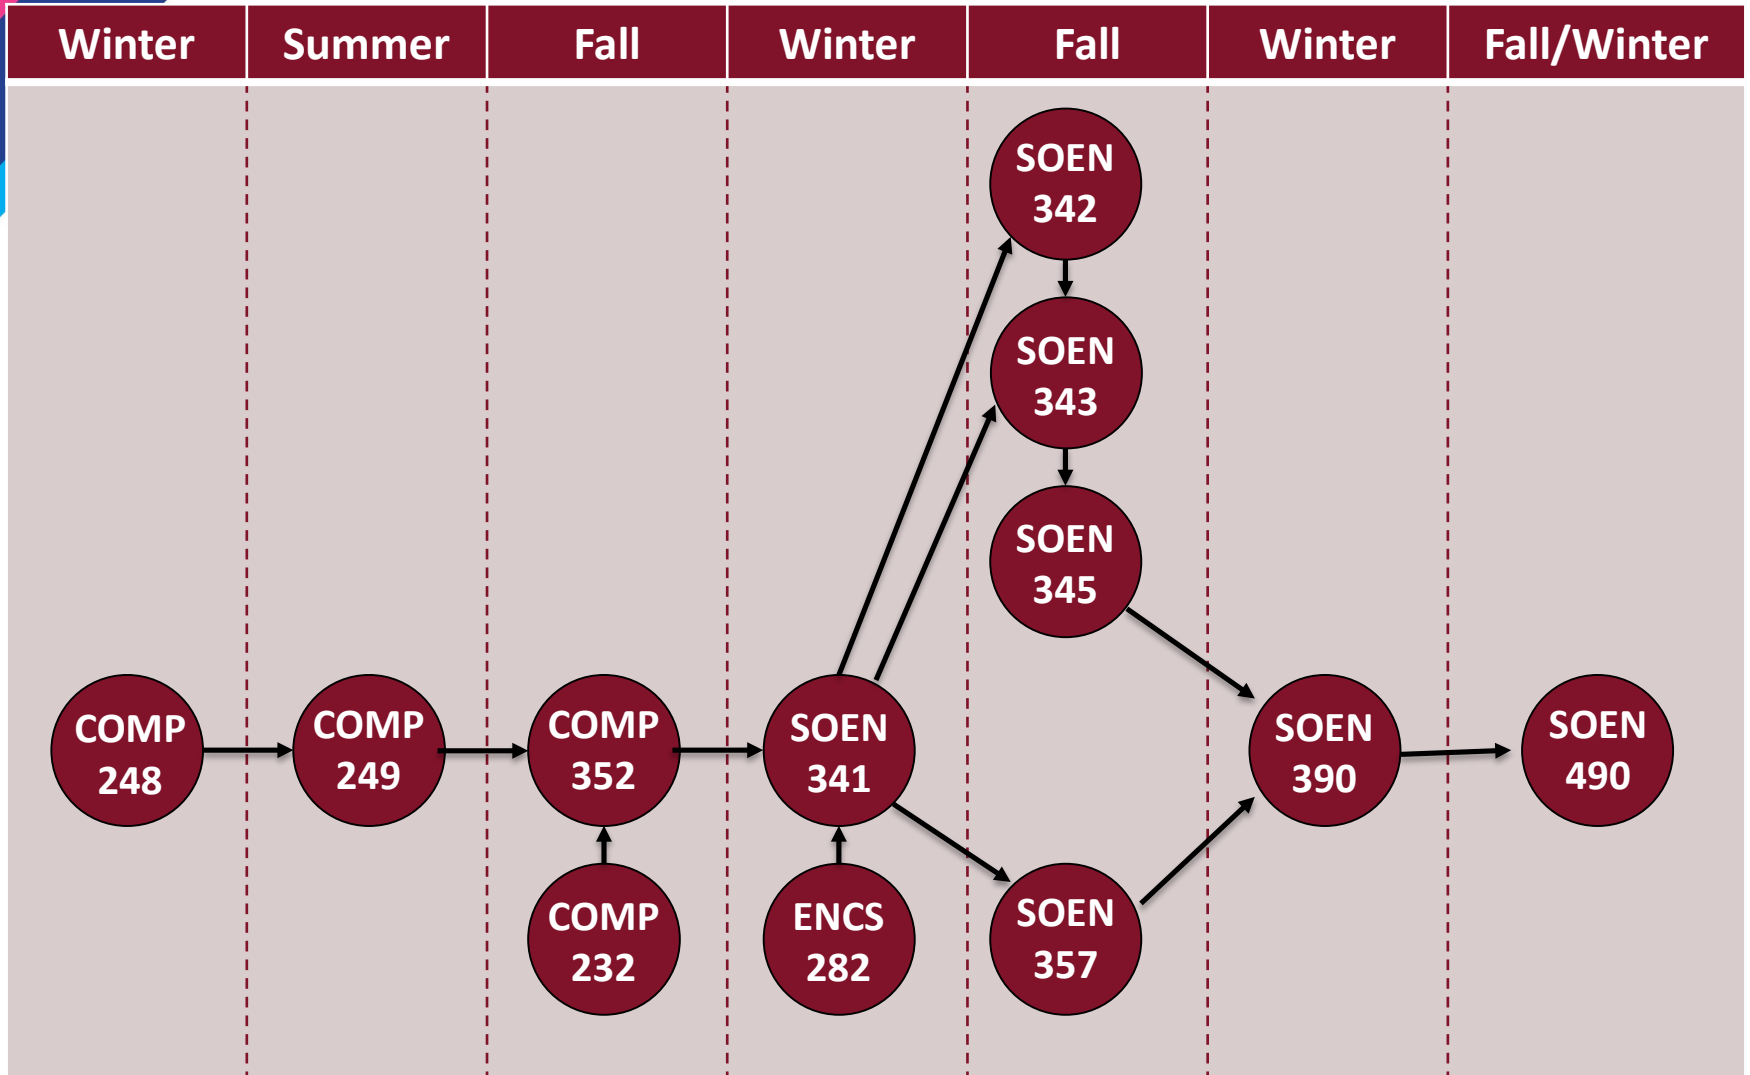 Winter
Summer
Fall
Winter
Fall
Winter
Fall/Winter
SOEN
342
SOEN
343
SOEN
345
COMP
248
COMP
249
COMP
352
SOEN
341
SOEN
390
SOEN
490
COMP
232
ENCS
282
SOEN
357